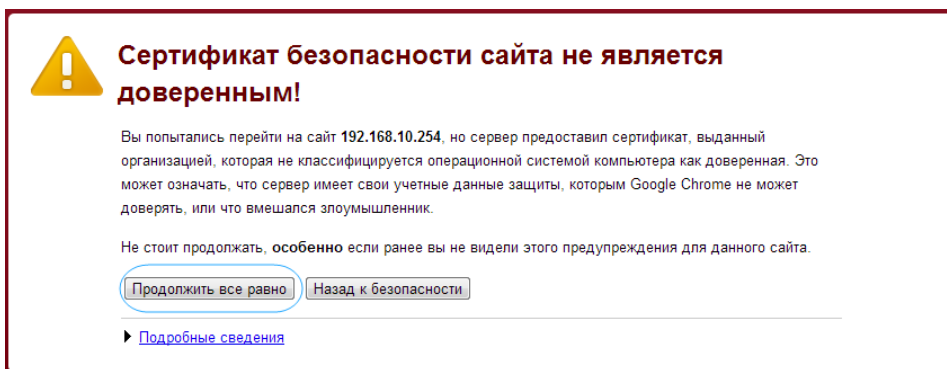 Сертификат безопасности сайта не является
доверенным!
Вы попытались перейти на сайт 192.168.10.254, но сервер предоставил сертификат, выданный
организацией, которая не классифицируется операционной системой компьютера как доверенная. Это
может означать, что сервер имеет свои учетные данные защиты, которым Google Chrome не может
доверять, или что вмешался злоумышленник.
Не стоит продолжать, особенно если ранее вы не видели этого предупреждения для данного сайта.
Продолжить все равно Назад к безопасности
Подробные сведения